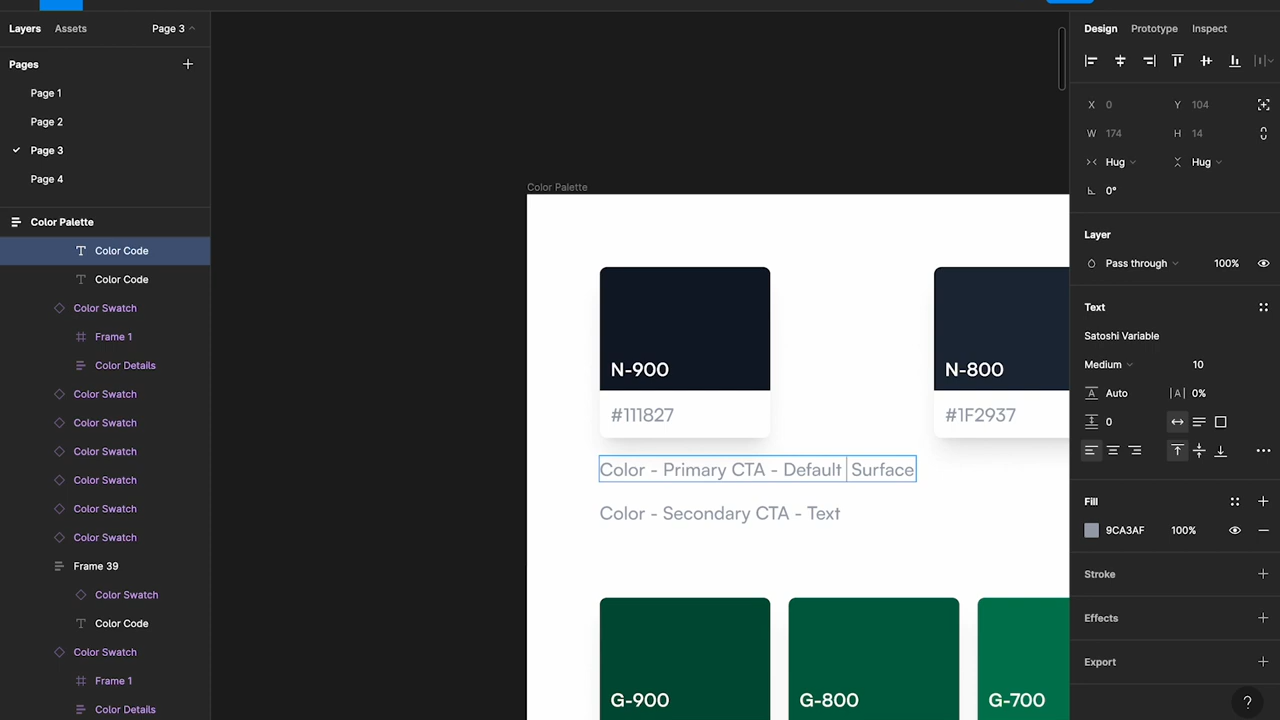 Layers
Assets
Page 3
Pages
Page 1
Page 2
Page 3
Page 4
Color Palette
Color Code
Color Code
Color Swatch
Frame 1
Color Details
Color Swatch
Color Swatch
Color Swatch
Color Swatch
Color Swatch
Color Swatch
Frame 39
Color Swatch
Color Code
Color Swatch
Frame 1
Color Details
Color Palette
N-900
#111827
N-800
#1F2937
Color - Primary CTA - Default Surface
Color - Secondary CTA - Text
G-900
G-800
G-700
Design
Prototype
Inspect
X 0
Y 104
W 174
H 14
Hug
Hug
0°
Layer
Pass through
100%
Text
Satoshi Variable
Medium
10
A Auto
|A| 0%
0
Fill
9CA3AF
100%
Stroke
Effects
Export
?